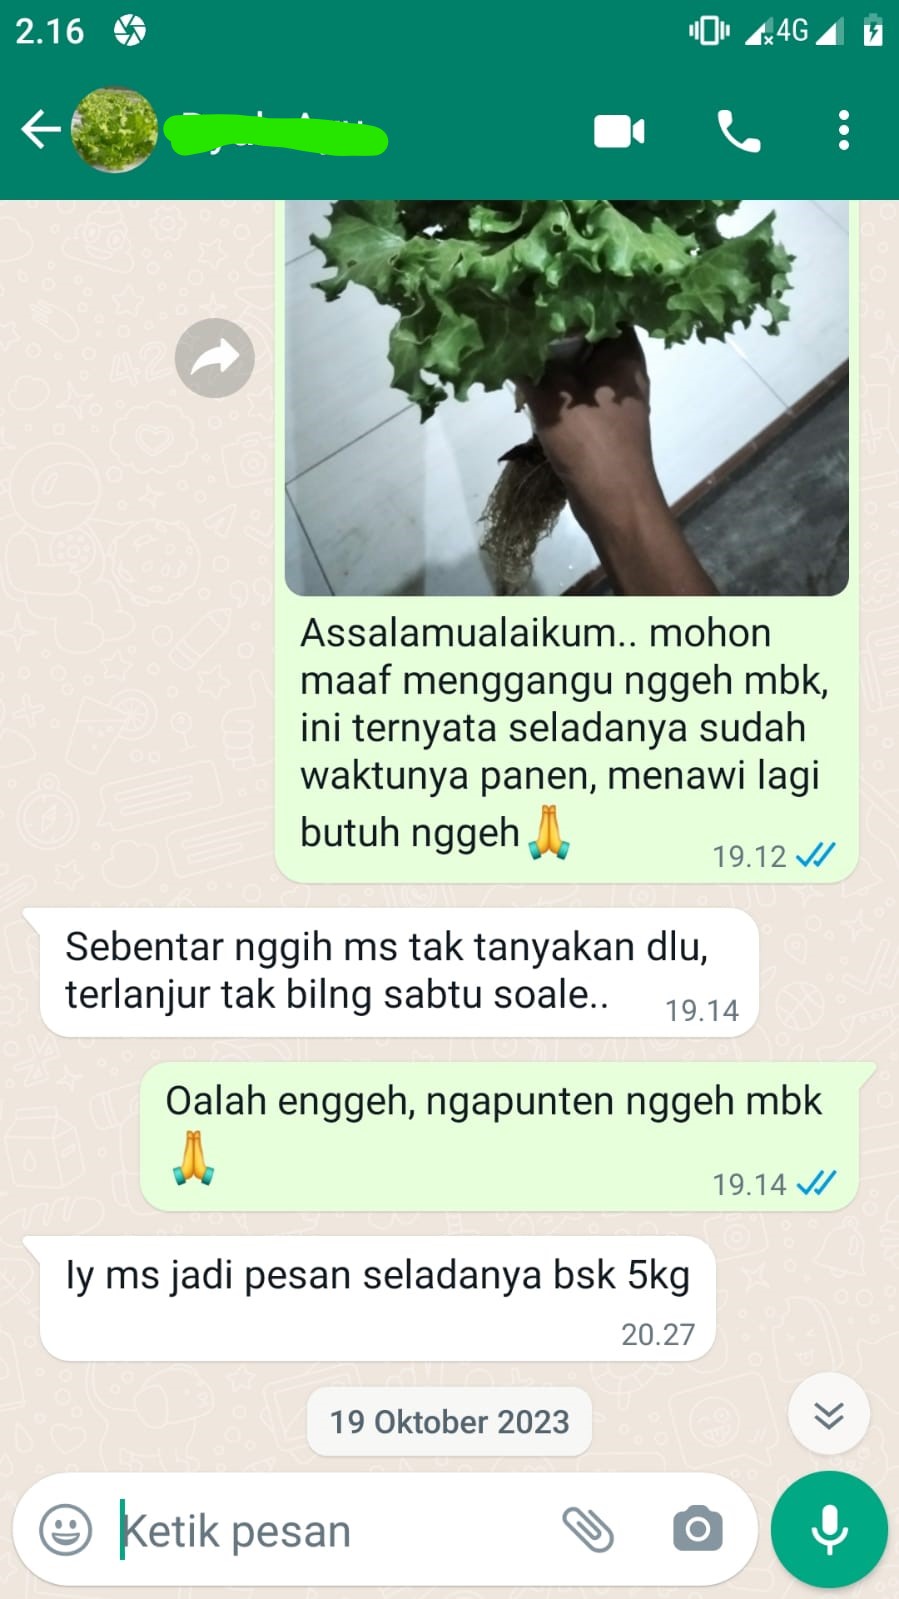 2.16
4G
Assalamualaikum.. mohon
maaf menggangu nggeh mbk,
ini ternyata seladanya sudah
waktunya panen, menawi lagi
butuh nggeh🙏
19.12
Sebentar nggih ms tak tanyakan dlu,
terlanjur tak bilng sabtu soale..
19.14
Oalah enggeh, ngapunten nggeh mbk
🙏
19.14
Iy ms jadi pesan seladanya bsk 5kg
20.27
19 Oktober 2023
Ketik pesan